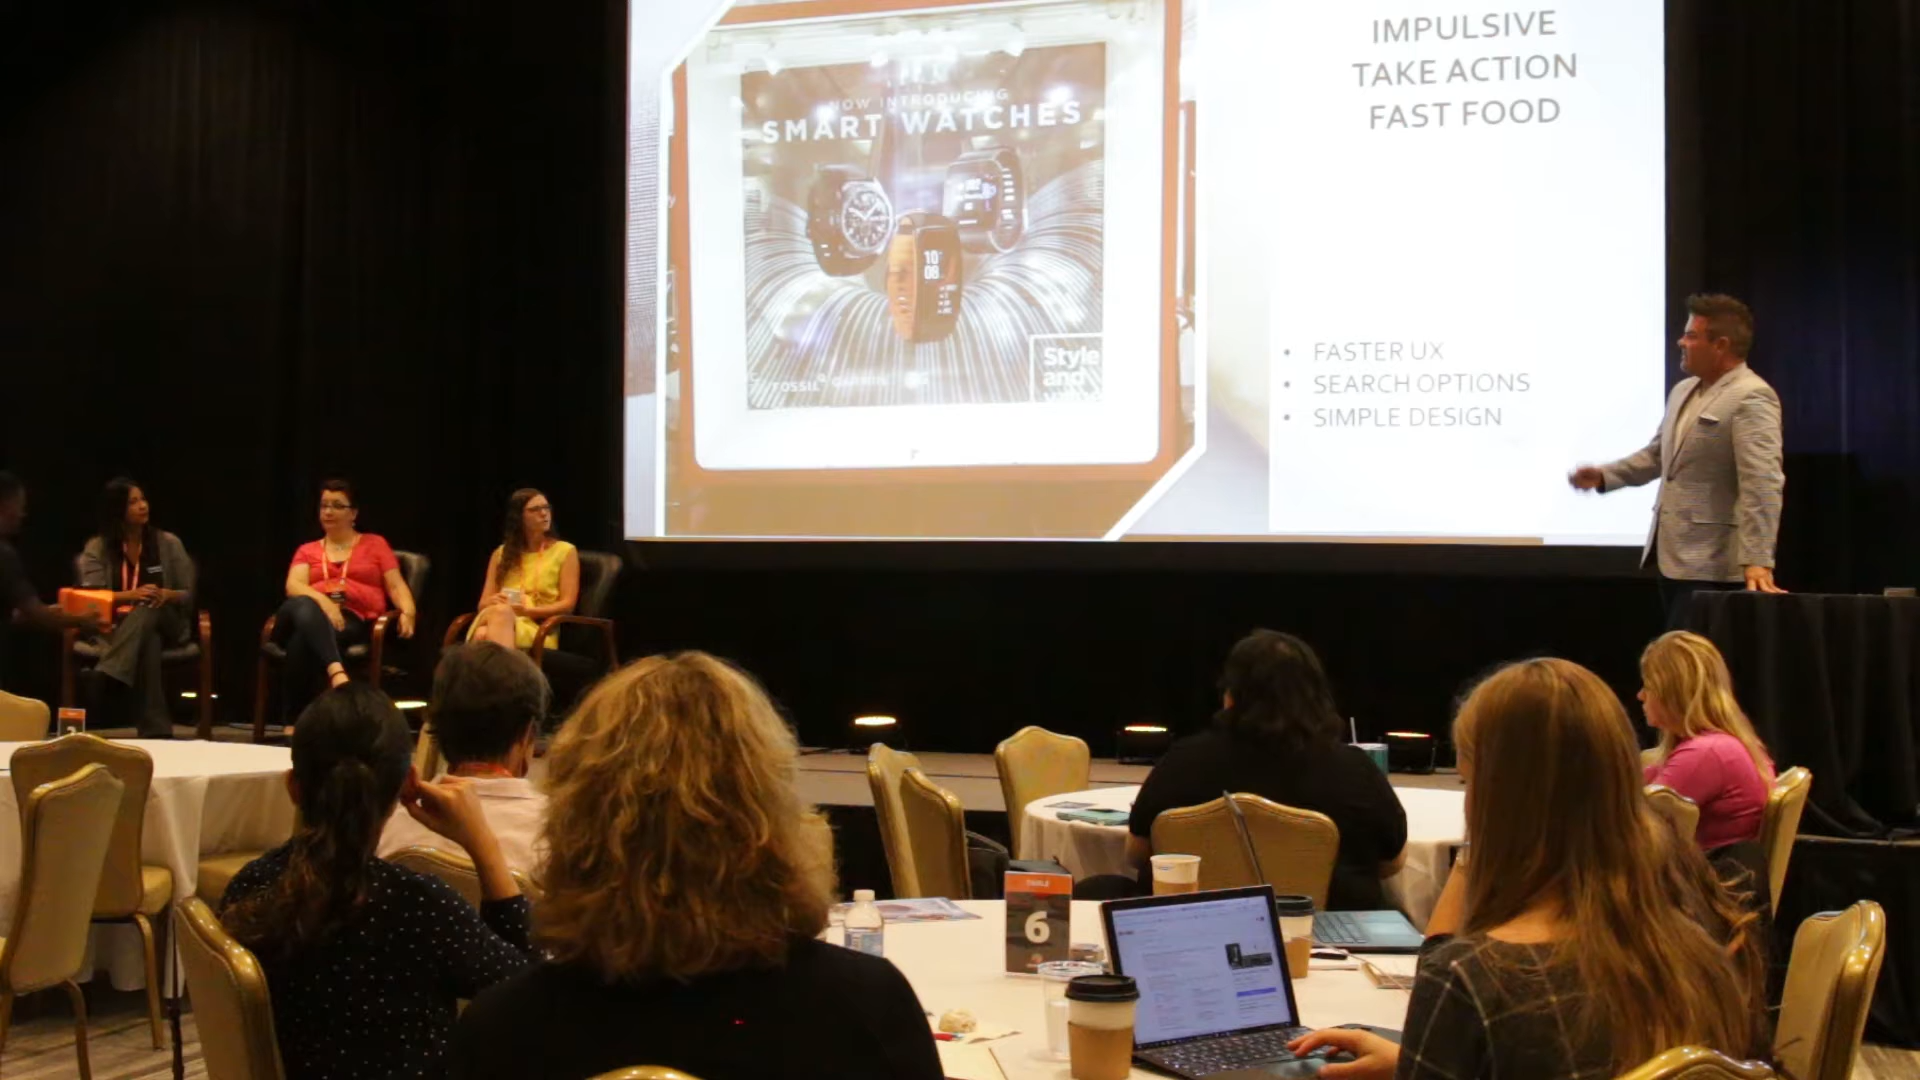 NOW INTRODUCING
SMART WATCHES
10
08
FOSSIL
Style
and
IMPULSIVE
TAKE ACTION
FAST FOOD
• FASTER UX
• SEARCH OPTIONS
• SIMPLE DESIGN
TABLE
6